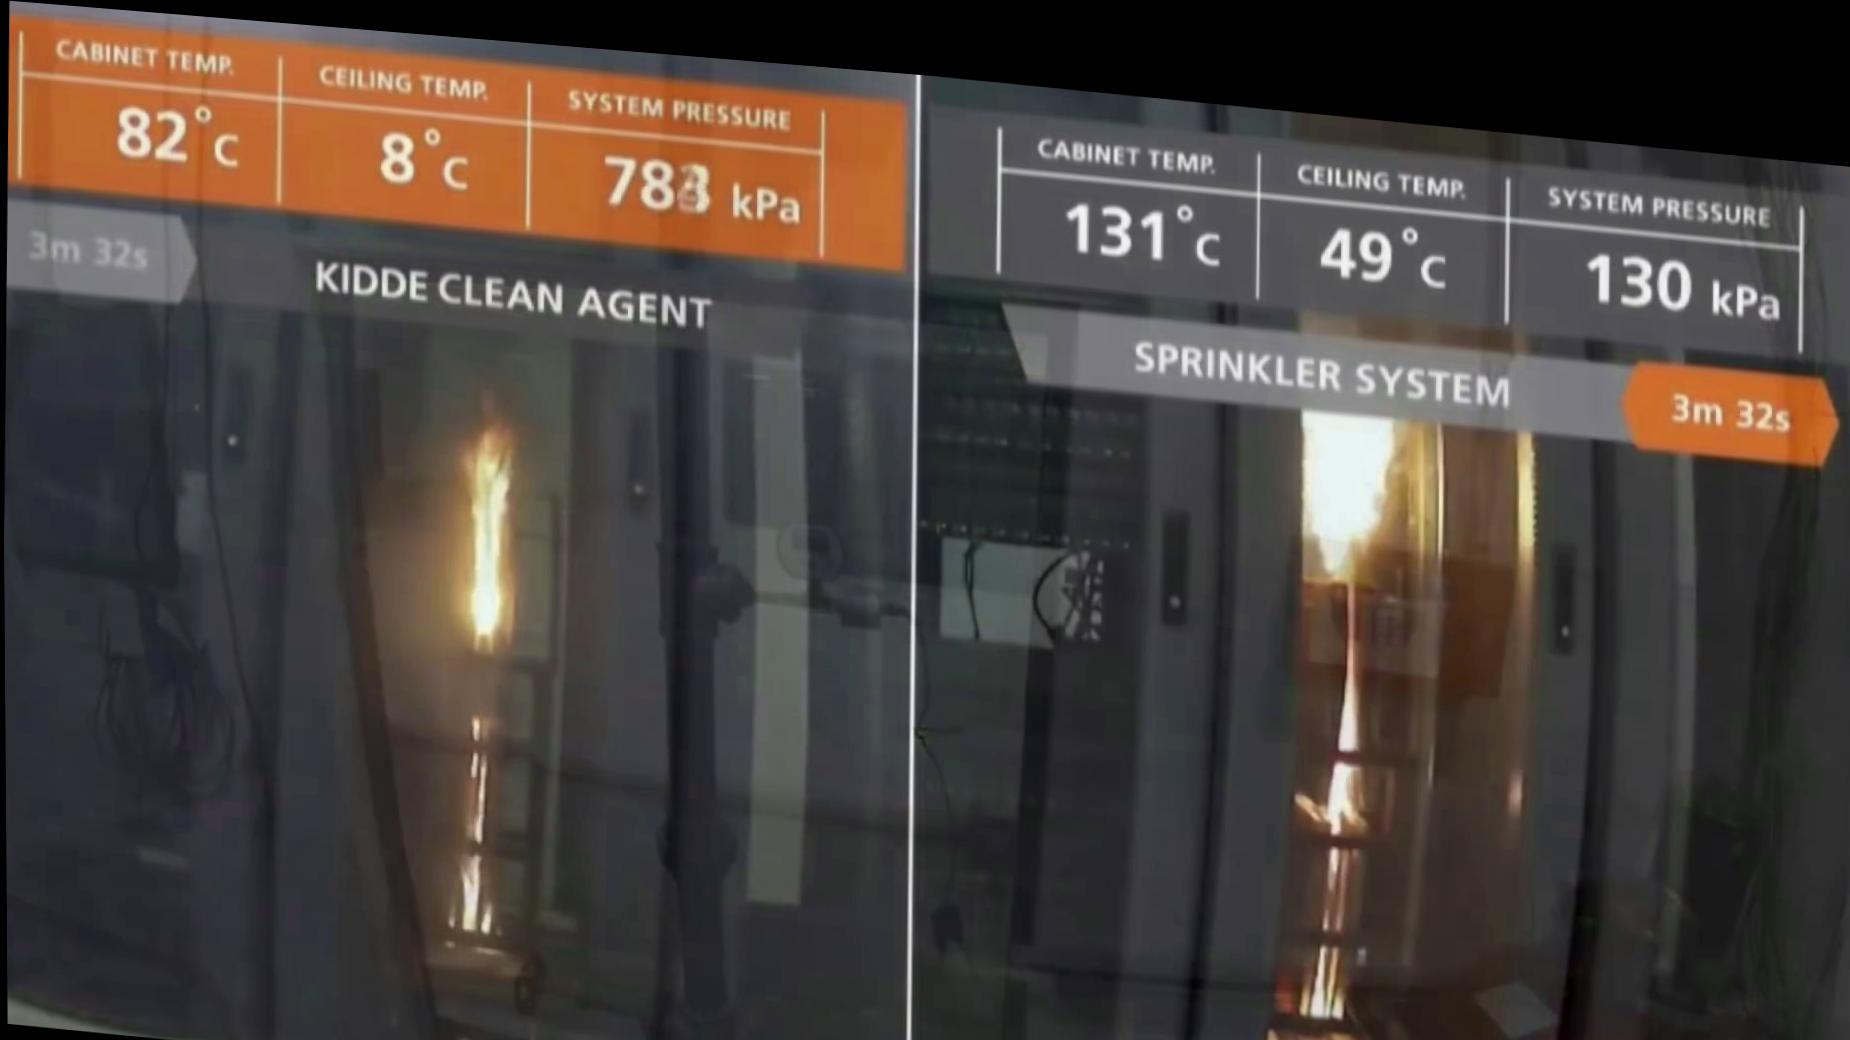 CABINET TEMP.
82°C
CEILING TEMP.
8°C
SYSTEM PRESSURE
kPa
3m 32s
KIDDE CLEAN AGENT
CABINET TEMP.
131°C
CEILING TEMP.
49°C
SYSTEM PRESSURE
130 kPa
SPRINKLER SYSTEM
3m 32s